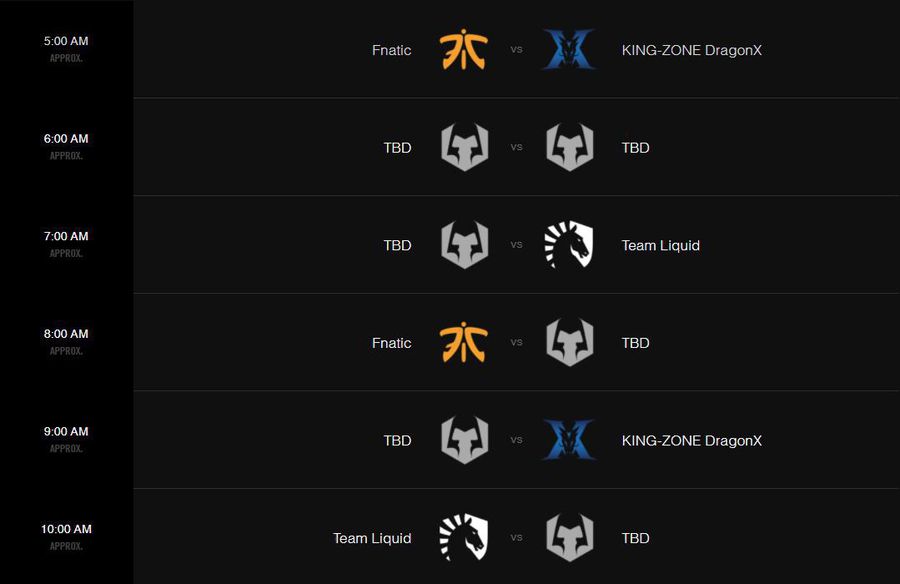 5:00 AM
APPROX.
Fnatic vs KING-ZONE DragonX
6:00 AM
APPROX.
TBD vs TBD
7:00 AM
APPROX.
TBD vs Team Liquid
8:00 AM
APPROX.
Fnatic vs TBD
9:00 AM
APPROX.
TBD vs KING-ZONE DragonX
10:00 AM
APPROX.
Team Liquid vs TBD